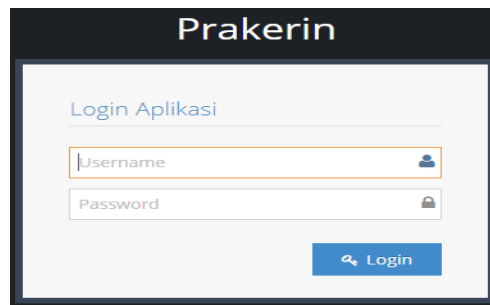 Prakerin
Login Aplikasi
Username
Password
Login